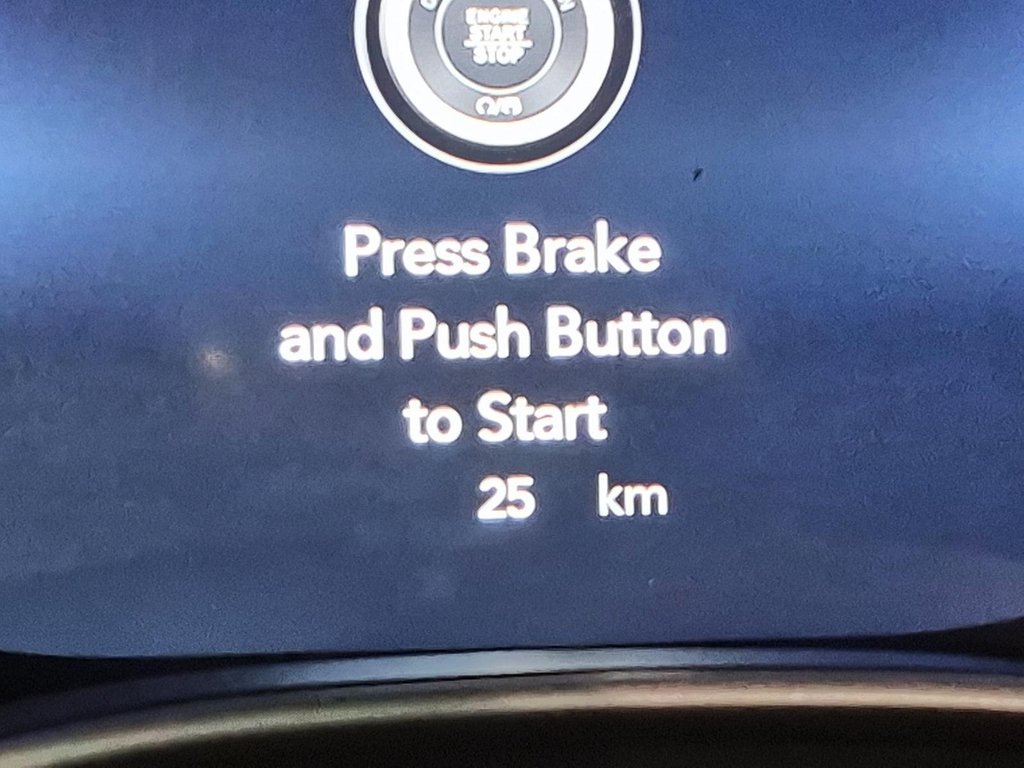 ENGINE
START
STOP
Press Brake
and Push Button
to Start
25 km